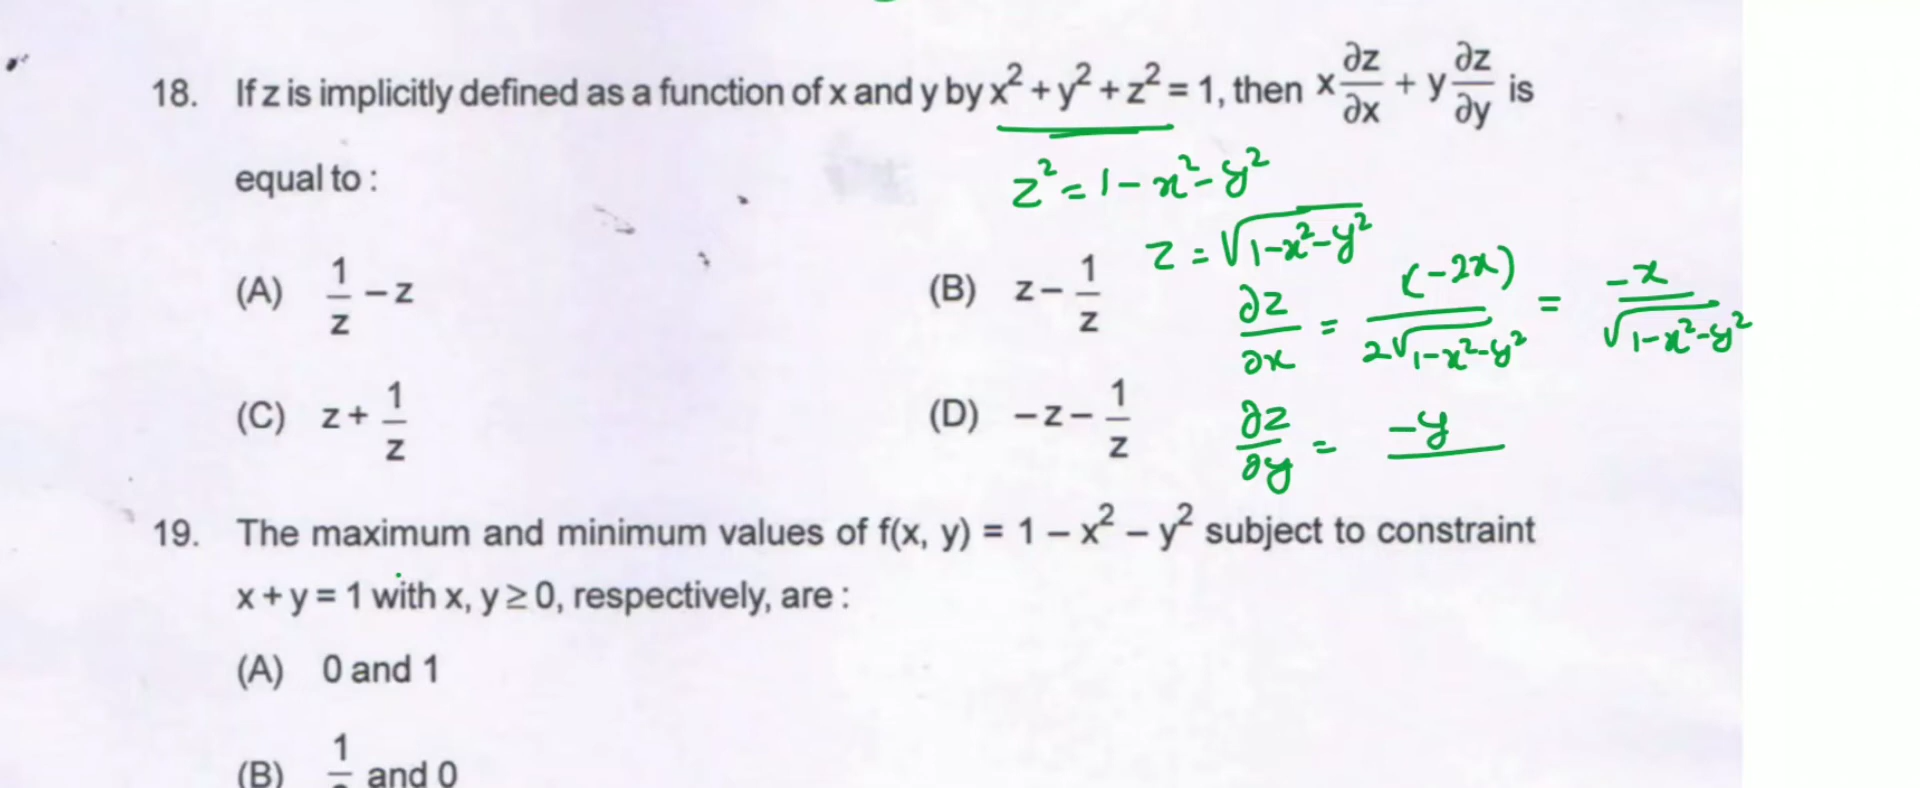 18. If z is implicitly defined as a function of x and y by x² + y² + z² = 1, then x ∂z/∂x + y ∂z/∂y is
equal to :
z² = 1 - x² - y²
z = √(1-x²-y²)
(A) 1/z - z
(B) z - 1/z
∂z/∂x = (-2x)/(2√(1-x²-y²)) = -x/√(1-x²-y²)
(C) z + 1/z
(D) -z - 1/z
∂z/∂y = -y
19. The maximum and minimum values of f(x, y) = 1 - x² - y² subject to constraint
x + y = 1 with x, y ≥ 0, respectively, are :
(A) 0 and 1
(B) 1/ and 0